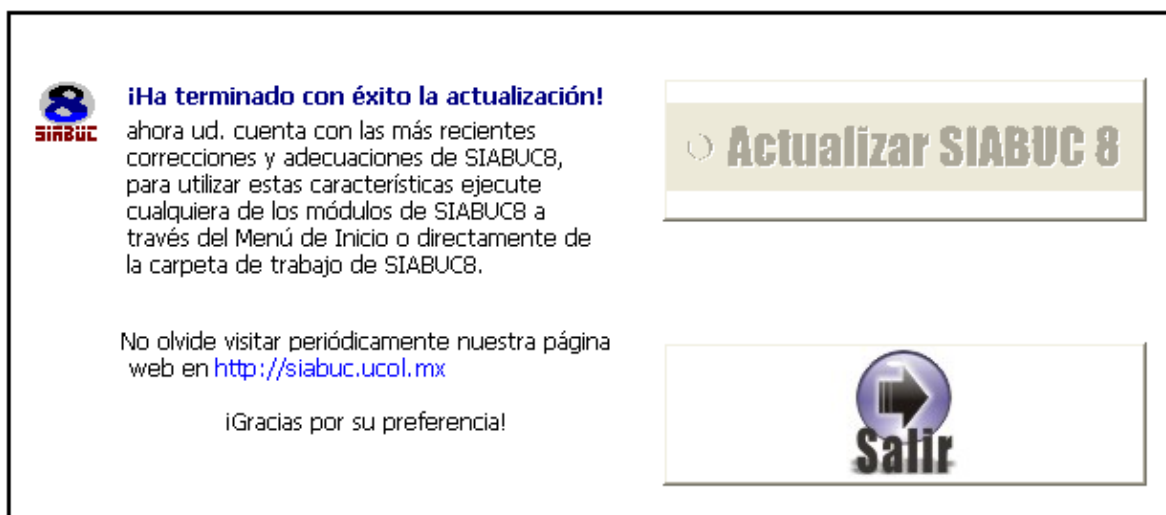 8
SIABUC
¡Ha terminado con éxito la actualización!
ahora ud. cuenta con las más recientes
correcciones y adecuaciones de SIABUC8,
para utilizar estas características ejecute
cualquiera de los módulos de SIABUC8 a
través del Menú de Inicio o directamente de
la carpeta de trabajo de SIABUC8.
No olvide visitar periódicamente nuestra página
web en http://siabuc.ucol.mx
¡Gracias por su preferencia!
Actualizar SIABUC 8
Salir